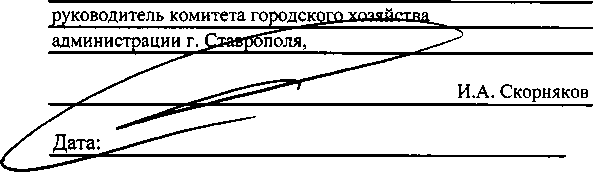 руководитель комитета городского хозяйства
администрации г. Ставрополя,
И.А. Скорняков
Дата: